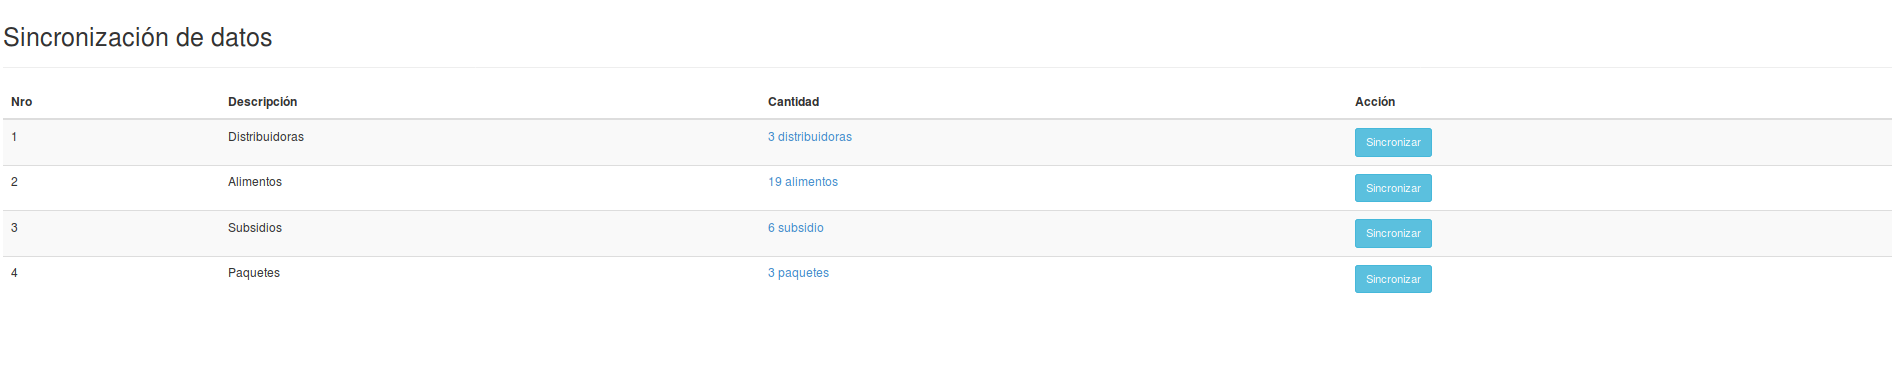 Sincronización de datos
Nro Descripción Cantidad Acción
1 Distribuidoras 3 distribuidoras Sincronizar
2 Alimentos 19 alimentos Sincronizar
3 Subsidios 6 subsidio Sincronizar
4 Paquetes 3 paquetes Sincronizar